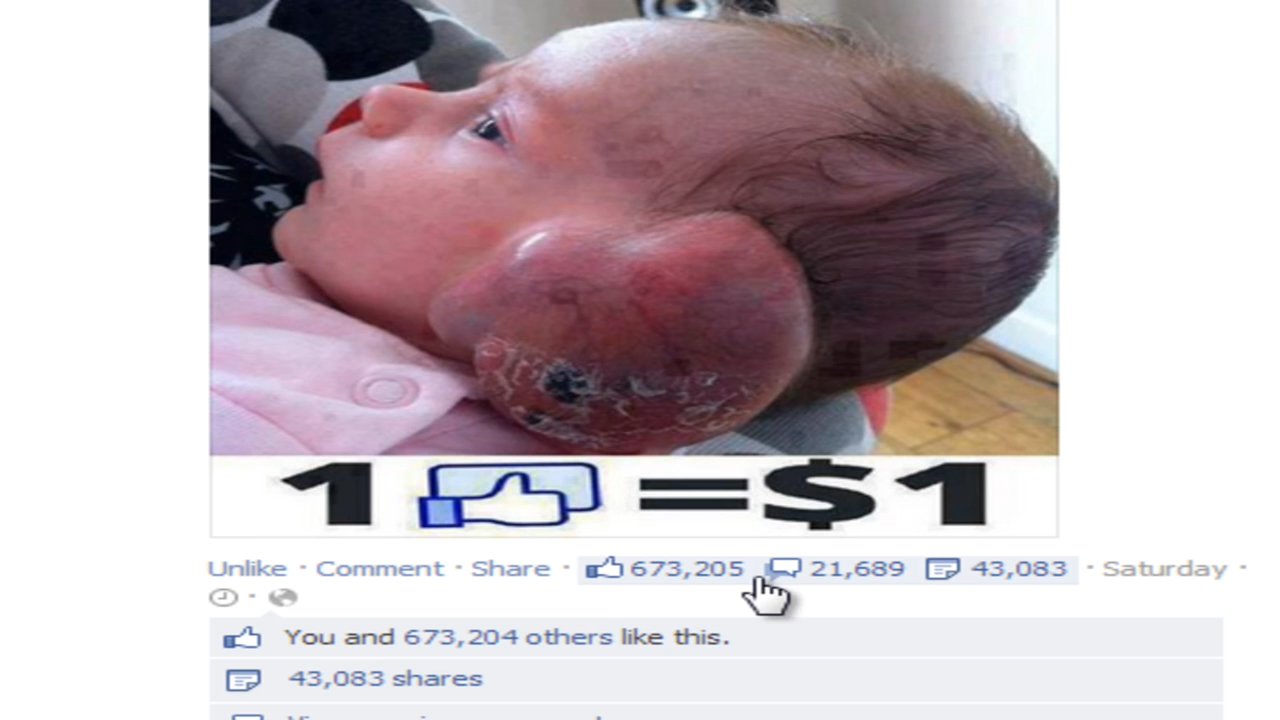 1 =$1
Unlike · Comment · Share · 673,205 21,689 43,083 · Saturday ·
·
You and 673,204 others like this.
43,083 shares